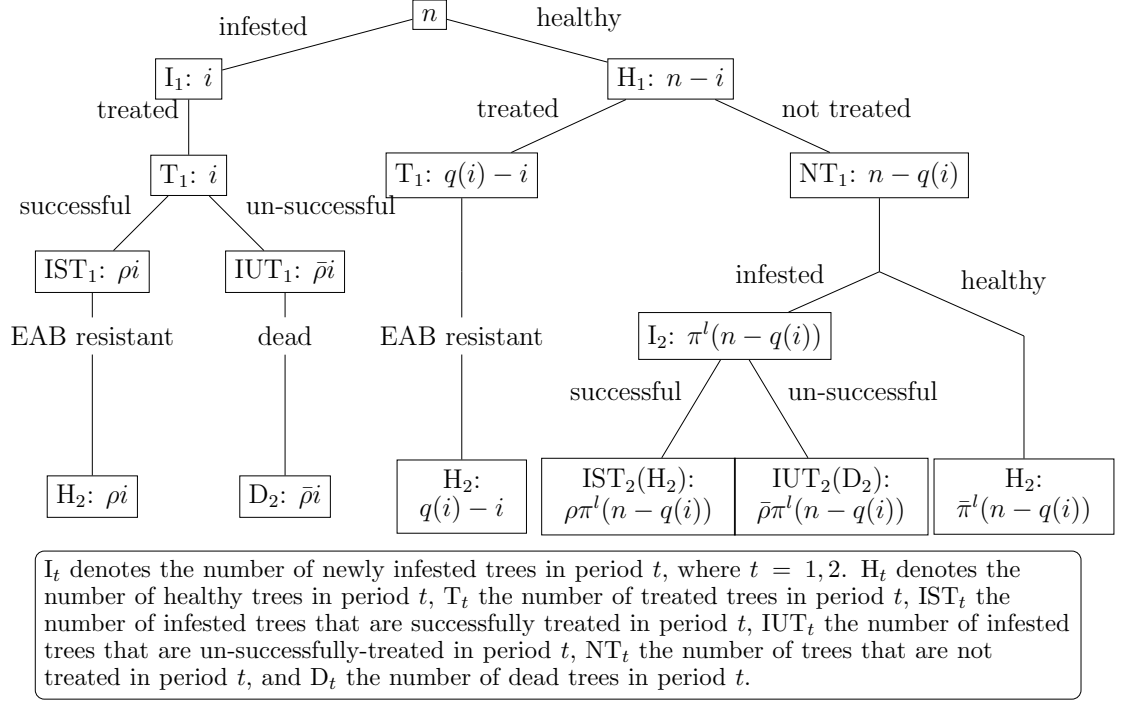 n
infested
healthy
I₁: i
H₁: n − i
treated
treated
not treated
T₁: i
T₁: q(i) − i
NT₁: n − q(i)
successful
un-successful
IST₁: ρi
IUT₁: ρ̄i
infested
healthy
EAB resistant
dead
EAB resistant
I₂: πˡ(n − q(i))
successful
un-successful
H₂: ρi
D₂: ρ̄i
H₂:
q(i) − i
IST₂(H₂):
ρπˡ(n − q(i))
IUT₂(D₂):
ρ̄πˡ(n − q(i))
H₂:
π̄ˡ(n − q(i))
Iₜ denotes the number of newly infested trees in period t, where t = 1, 2. Hₜ denotes the
number of healthy trees in period t, Tₜ the number of treated trees in period t, ISTₜ the
number of infested trees that are successfully treated in period t, IUTₜ the number of infested
trees that are un-successfully-treated in period t, NTₜ the number of trees that are not
treated in period t, and Dₜ the number of dead trees in period t.